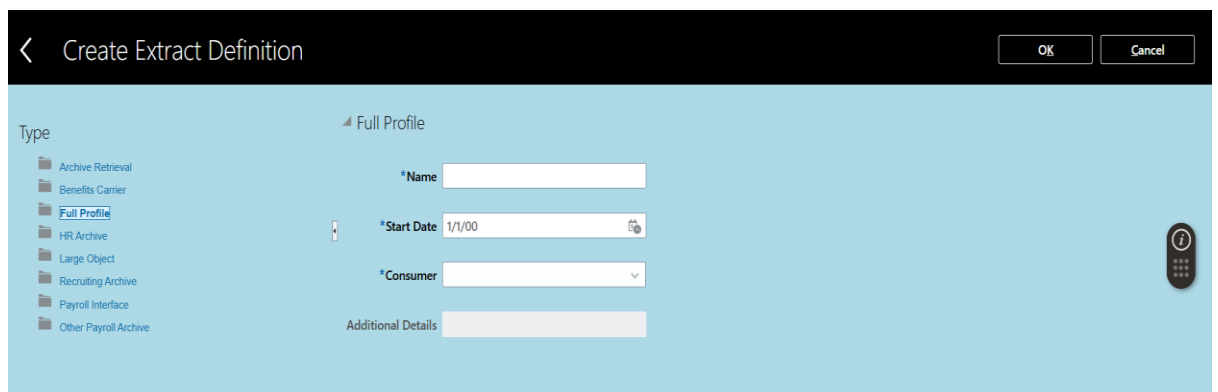 Create Extract Definition
OK
Cancel
Type
Archive Retrieval
Benefits Carrier
Full Profile
HR Archive
Large Object
Recruiting Archive
Payroll Interface
Other Payroll Archive
Full Profile
*Name
*Start Date 1/1/00
*Consumer
Additional Details